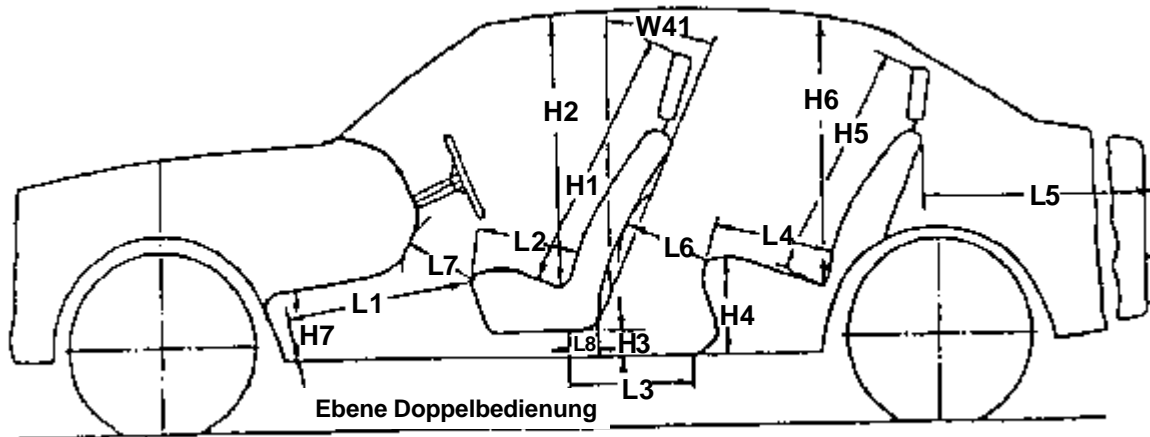 W41
H2
H6
H5
H1
L5
L2
L4
L6
L7
L1
H4
H7
L8
H3
L3
Ebene Doppelbedienung